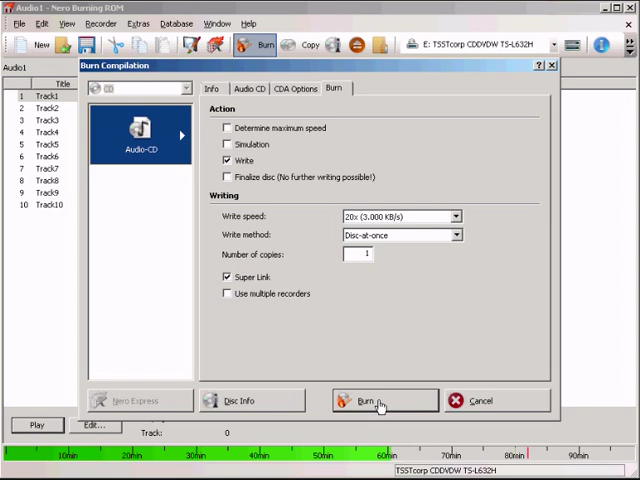 Audio1 - Nero Burning ROM
File Edit View Recorder Extras Database Window Help
New Burn Copy E: TSSTcorp CDDVDW TS-L632H
Audio1
Burn Compilation
Title
1 Track1
2 Track2
3 Track3
4 Track4
5 Track5
6 Track6
7 Track7
8 Track8
9 Track9
10 Track10
CD
Audio-CD
Info Audio CD CDA Options Burn
Action
Determine maximum speed
Simulation
Write
Finalize disc (No further writing possible!)
Writing
Write speed: 20x (3.000 KB/s)
Write method: Disc-at-once
Number of copies: 1
Super Link
Use multiple recorders
Nero Express Disc Info Burn Cancel
Play Edit...
Track: 0
10min 20min 30min 40min 50min 60min 70min 80min 90min
TSSTcorp CDDVDW TS-L632H